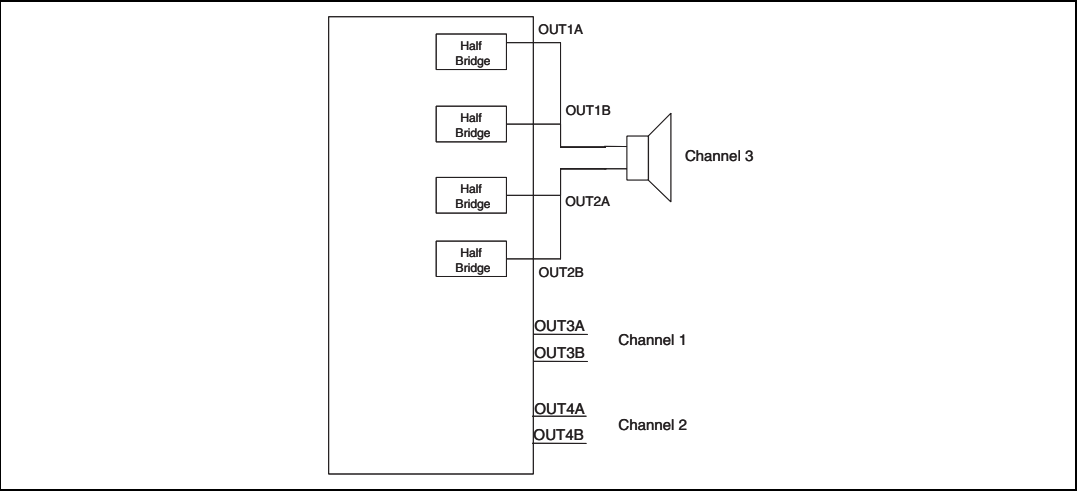 OUT1A
Half
Bridge
OUT1B
Half
Bridge
Channel 3
Half
Bridge
OUT2A
Half
Bridge
OUT2B
OUT3A
Channel 1
OUT3B
OUT4A
Channel 2
OUT4B